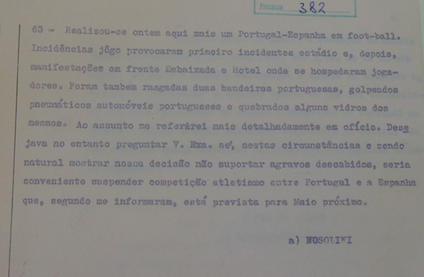 382
63 - Realizou-se ontem aqui mais um Portugal-Espanha em foot-ball.
Incidências jôgo provocaram primeiro incidentes estádio e, depois,
manifestações em frente Embaixada e Hotel onde se hospedaram joga-
dores. Foram tambem rasgadas duas bandeiras portuguesas, golpeados
pneumáticos automóveis portugueses e quebrados alguns vidros dos
mesmos. Ao assunto me referirei mais detalhadamente em ofício. Dese
java no entanto preguntar V. Exa. se, nestas circunstâncias e sendo
natural mostrar nossa decisão não suportar agravos descabidos, seria
conveniente suspender competição atletismo entre Portugal e a Espanha
que, segundo me informaram, está prevista para Maio próximo.
a) NOSOLINI